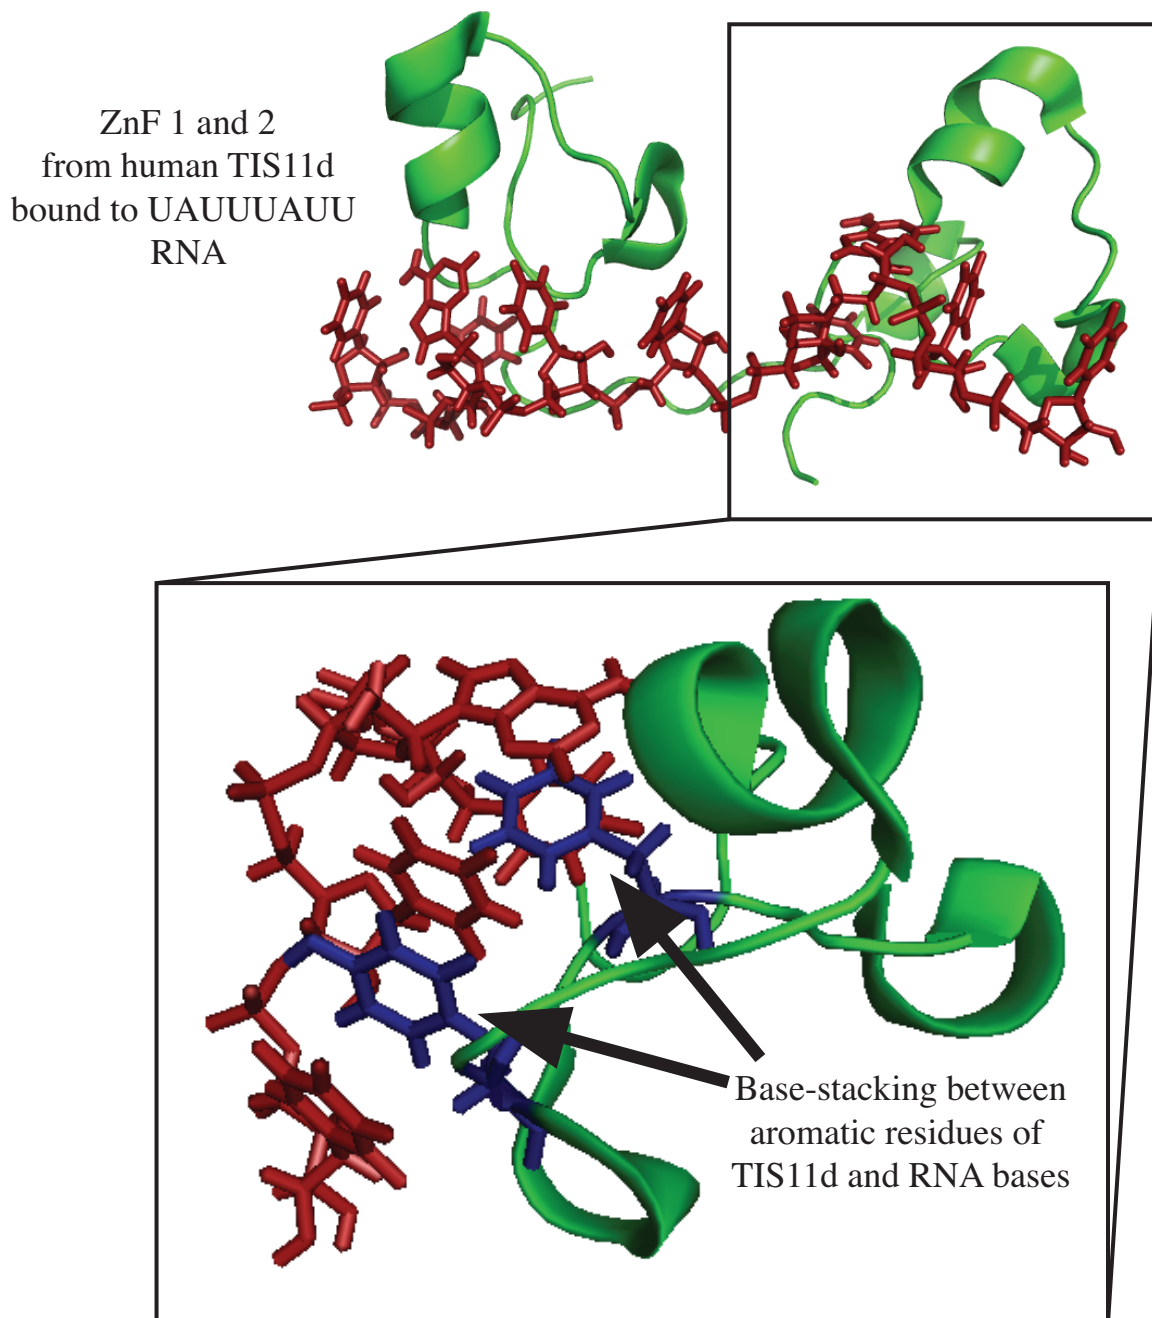 ZnF 1 and 2
from human TIS11d
bound to UAUUUAUU
RNA
Base-stacking between
aromatic residues of
TIS11d and RNA bases